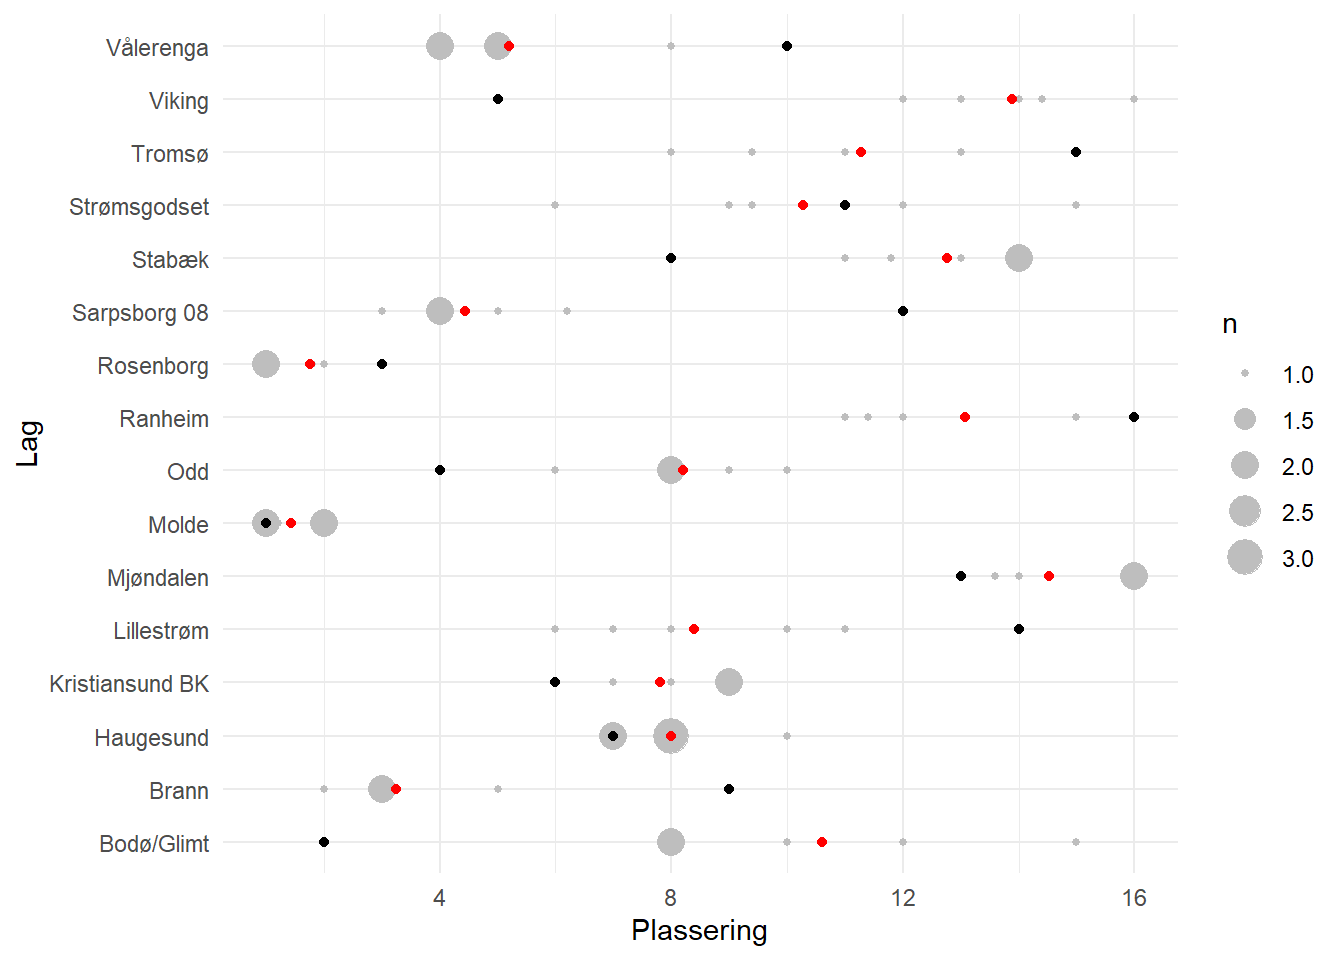 Vålerenga
Viking
Tromsø
Strømsgodset
Stabæk
Sarpsborg 08
Rosenborg
Ranheim
Odd
Molde
Mjøndalen
Lillestrøm
Kristiansund BK
Haugesund
Brann
Bodø/Glimt
Lag
4 8 12 16
Plassering
n
1.0
1.5
2.0
2.5
3.0